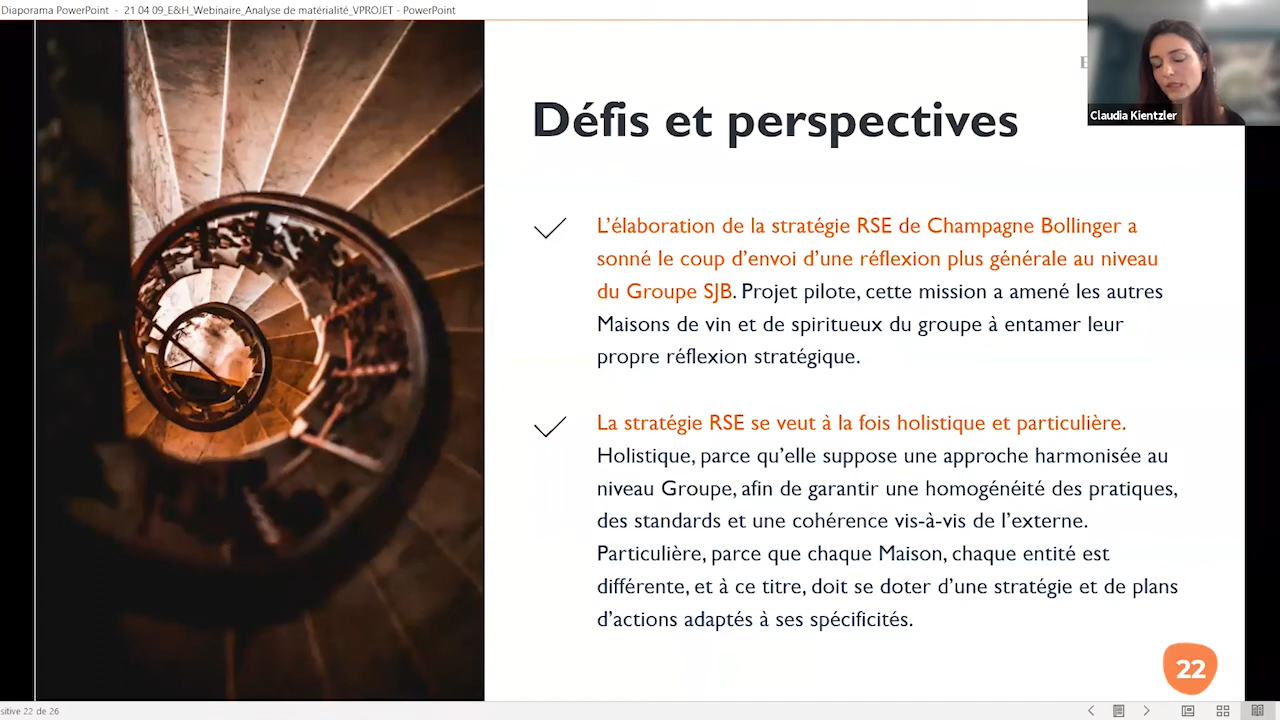 Diaporama PowerPoint - 21 04 09_E&H_Webinaire_Analyse de matérialité_VPROJET - PowerPoint
Claudia Kientzler
Défis et perspectives
L’élaboration de la stratégie RSE de Champagne Bollinger a
sonné le coup d’envoi d’une réflexion plus générale au niveau
du Groupe SJB. Projet pilote, cette mission a amené les autres
Maisons de vin et de spiritueux du groupe à entamer leur
propre réflexion stratégique.
La stratégie RSE se veut à la fois holistique et particulière.
Holistique, parce qu’elle suppose une approche harmonisée au
niveau Groupe, afin de garantir une homogénéité des pratiques,
des standards et une cohérence vis-à-vis de l’externe.
Particulière, parce que chaque Maison, chaque entité est
différente, et à ce titre, doit se doter d’une stratégie et de plans
d’actions adaptés à ses spécificités.
22
sitive 22 de 26